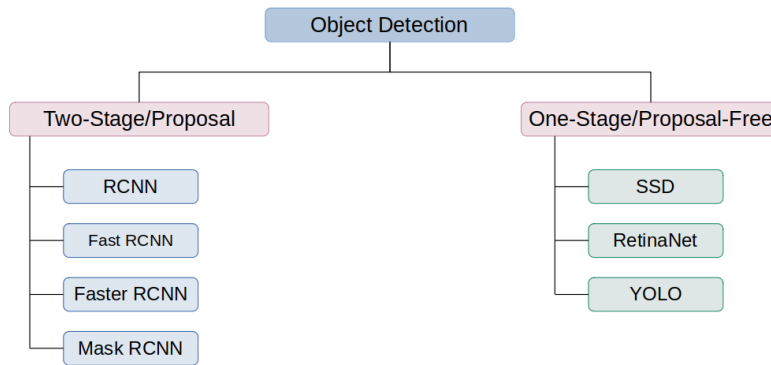 Object Detection
Two-Stage/Proposal
RCNN
Fast RCNN
Faster RCNN
Mask RCNN
One-Stage/Proposal-Free
SSD
RetinaNet
YOLO